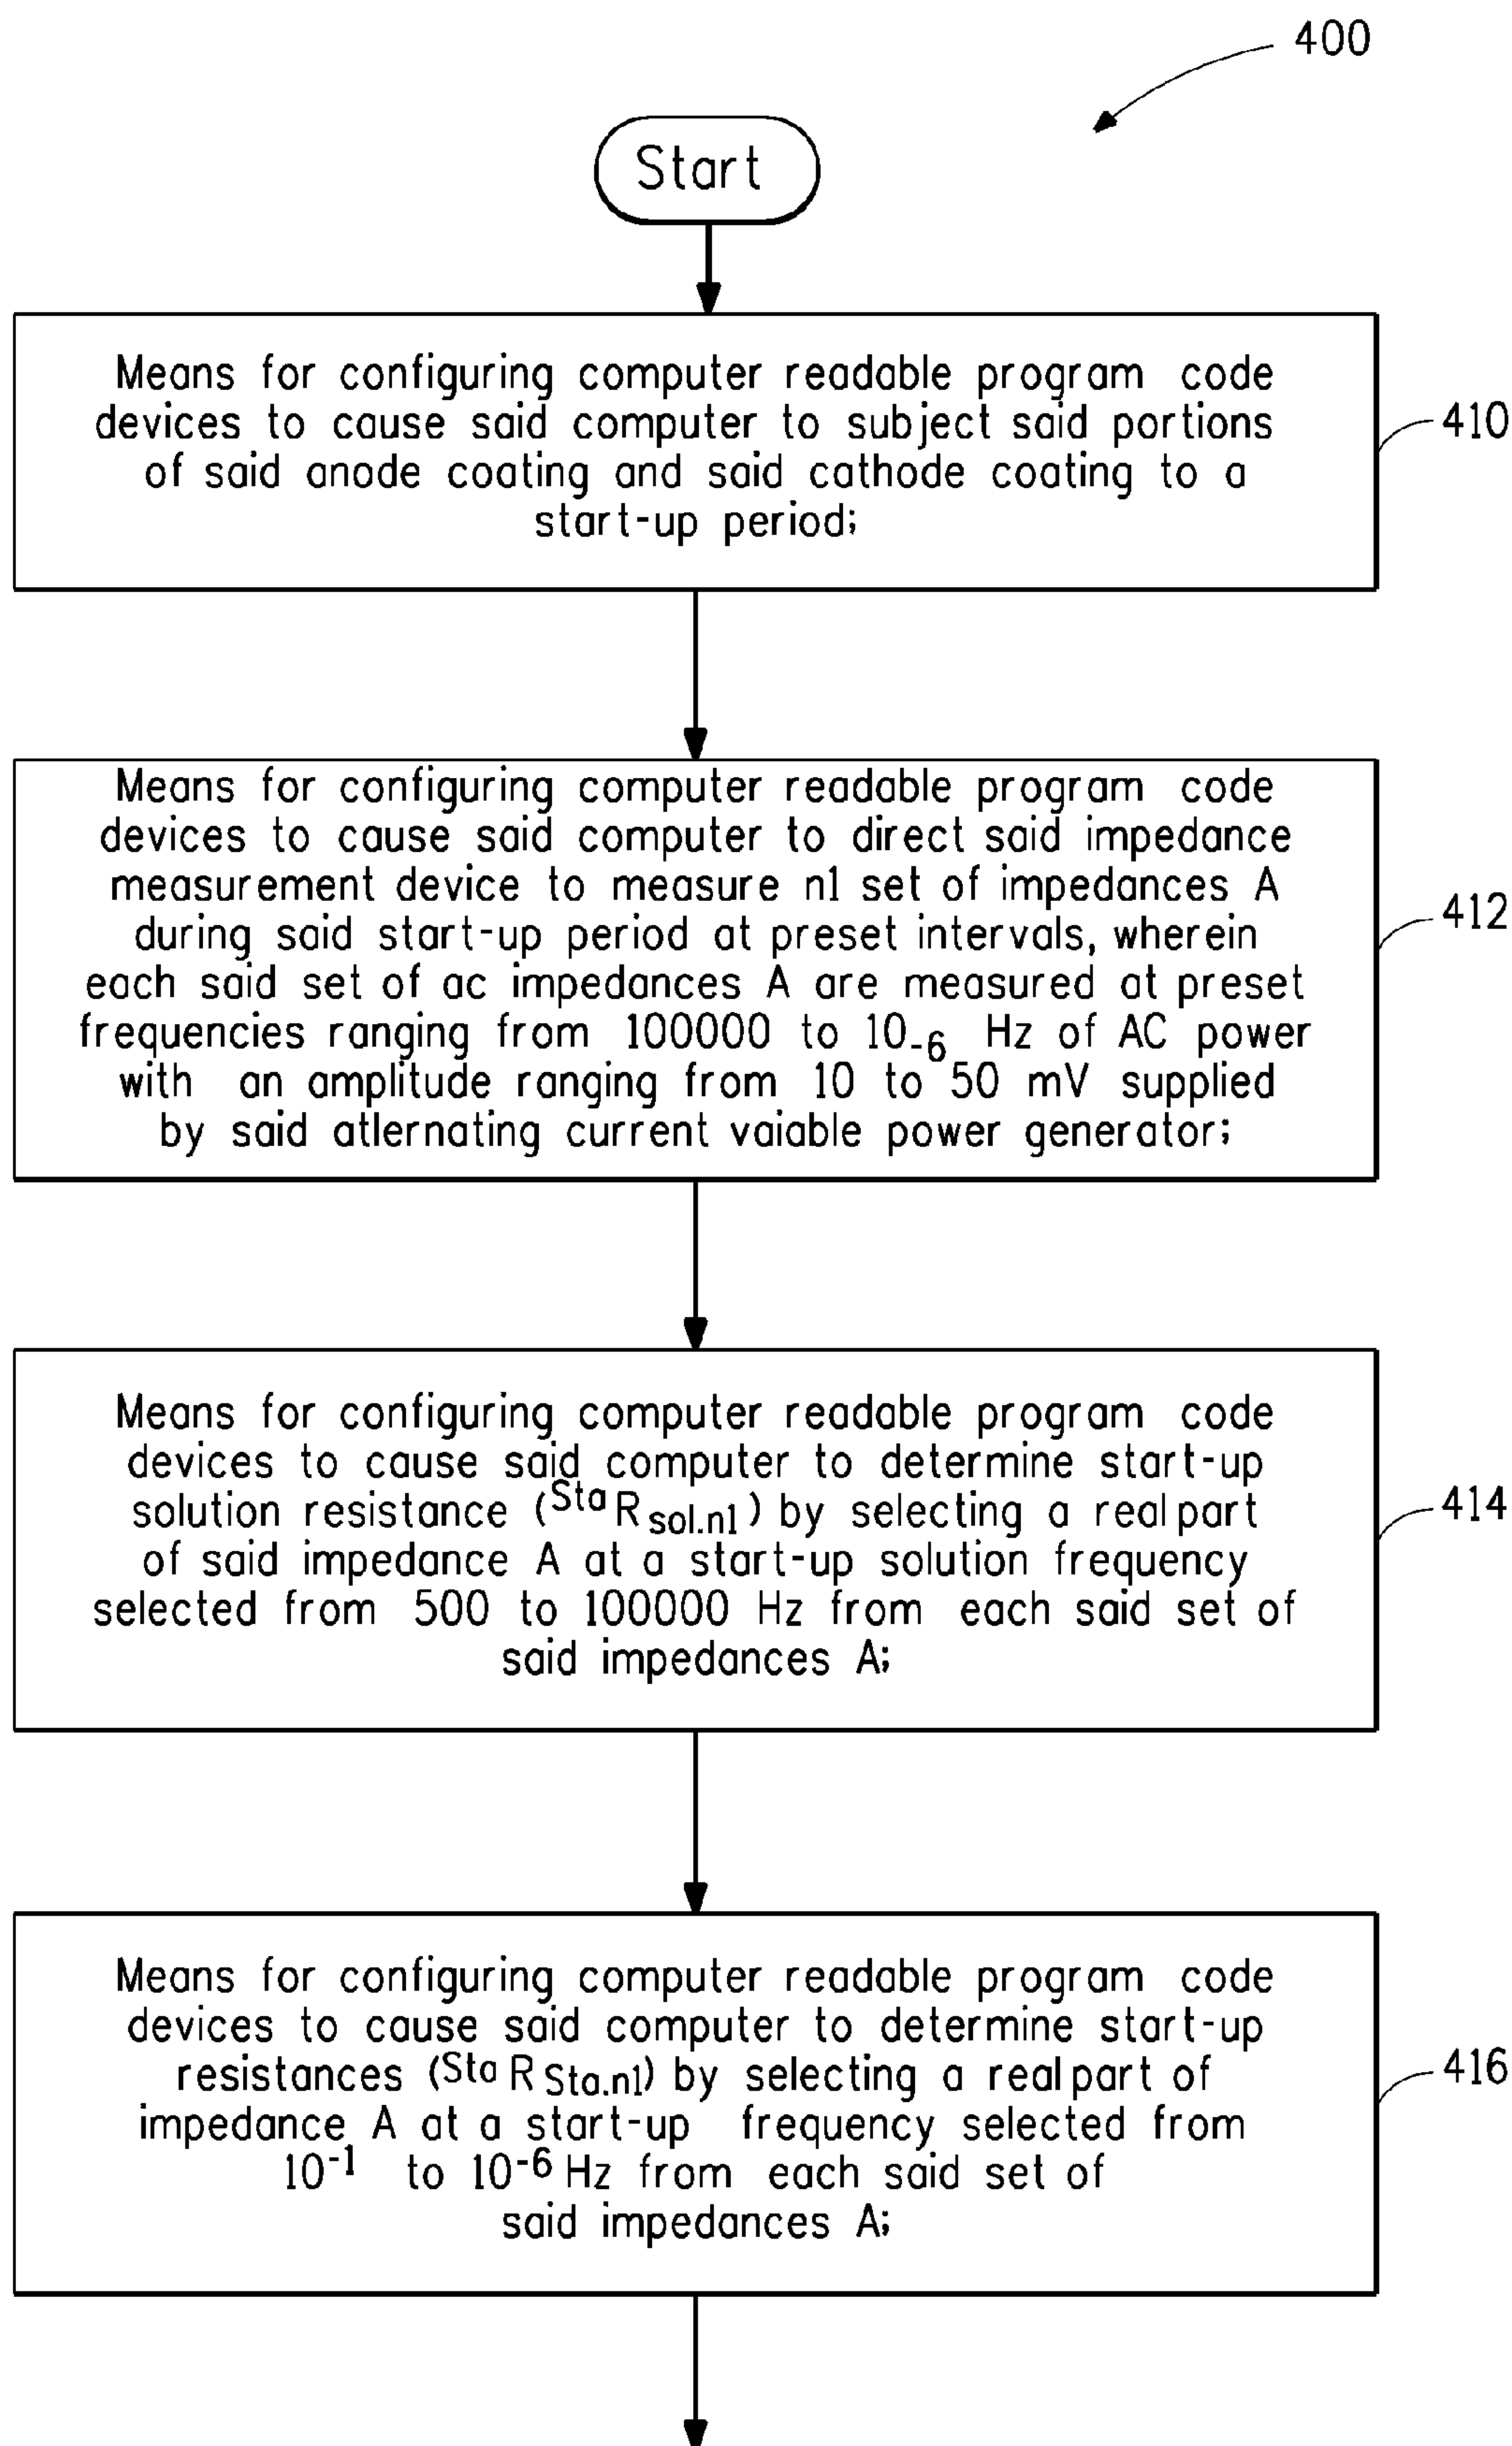 400
Start
Means for configuring computer readable program code
devices to cause said computer to subject said portions
of said anode coating and said cathode coating to a
start-up period;
410
Means for configuring computer readable program code
devices to cause said computer to direct said impedance
measurement device to measure n1 set of impedances A
during said start-up period at preset intervals, wherein
each said set of ac impedances A are measured at preset
frequencies ranging from 100000 to 10₋₆ Hz of AC power
with an amplitude ranging from 10 to 50 mV supplied
by said atlernating current vaiable power generator;
412
Means for configuring computer readable program code
devices to cause said computer to determine start-up
solution resistance (ˢᵗᵃR sol.n1) by selecting a real part
of said impedance A at a start-up solution frequency
selected from 500 to 100000 Hz from each said set of
said impedances A;
414
Means for configuring computer readable program code
devices to cause said computer to determine start-up
resistances (ˢᵗᵃR Sta.n1) by selecting a real part of
impedance A at a start-up frequency selected from
10⁻¹ to 10⁻⁶ Hz from each said set of
said impedances A;
416